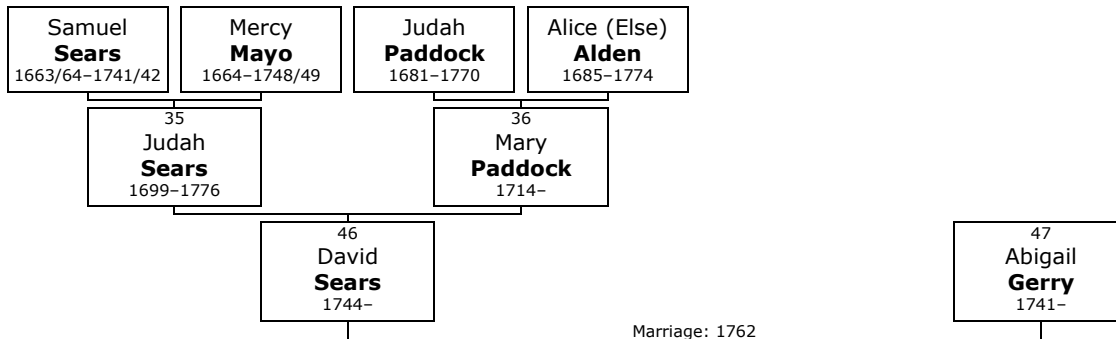 Samuel
Sears
1663/64–1741/42
Mercy
Mayo
1664–1748/49
Judah
Paddock
1681–1770
Alice (Else)
Alden
1685–1774
35
Judah
Sears
1699–1776
36
Mary
Paddock
1714–
46
David
Sears
1744–
47
Abigail
Gerry
1741–
Marriage: 1762